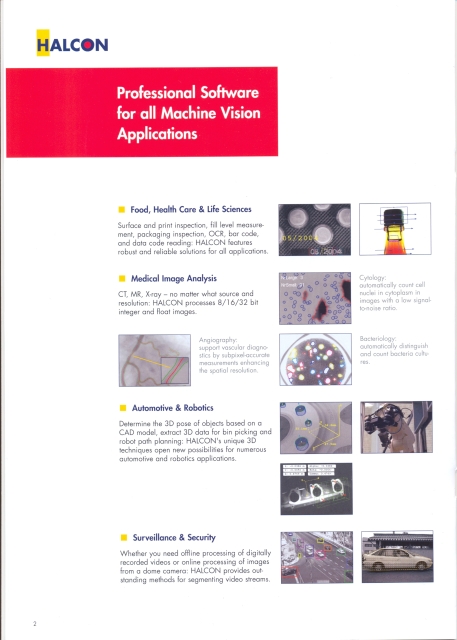 HALCON
Professional Software
for all Machine Vision
Applications
Food, Health Care & Life Sciences
Surface and print inspection, fill level measure-
ment, packaging inspection, OCR, bar code,
and data code reading: HALCON features
robust and reliable solutions for all applications.
Medical Image Analysis
CT, MR, X-ray – no matter what source and
resolution: HALCON processes 8/16/32 bit
integer and float images.
Cytology:
automatically count cell
nuclei in cytoplasm in
images with a low signal-
to-noise ratio.
Angiography:
support vascular diagno-
stics by subpixel-accurate
measurements enhancing
the spatial resolution.
Bacteriology:
automatically distinguish
and count bacteria cultu-
res.
Automotive & Robotics
Determine the 3D pose of objects based on a
CAD model, extract 3D data for bin picking and
robot path planning: HALCON's unique 3D
techniques open new possibilities for numerous
automotive and robotics applications.
Surveillance & Security
Whether you need offline processing of digitally
recorded videos or online processing of images
from a dome camera: HALCON provides out-
standing methods for segmenting video streams.
2